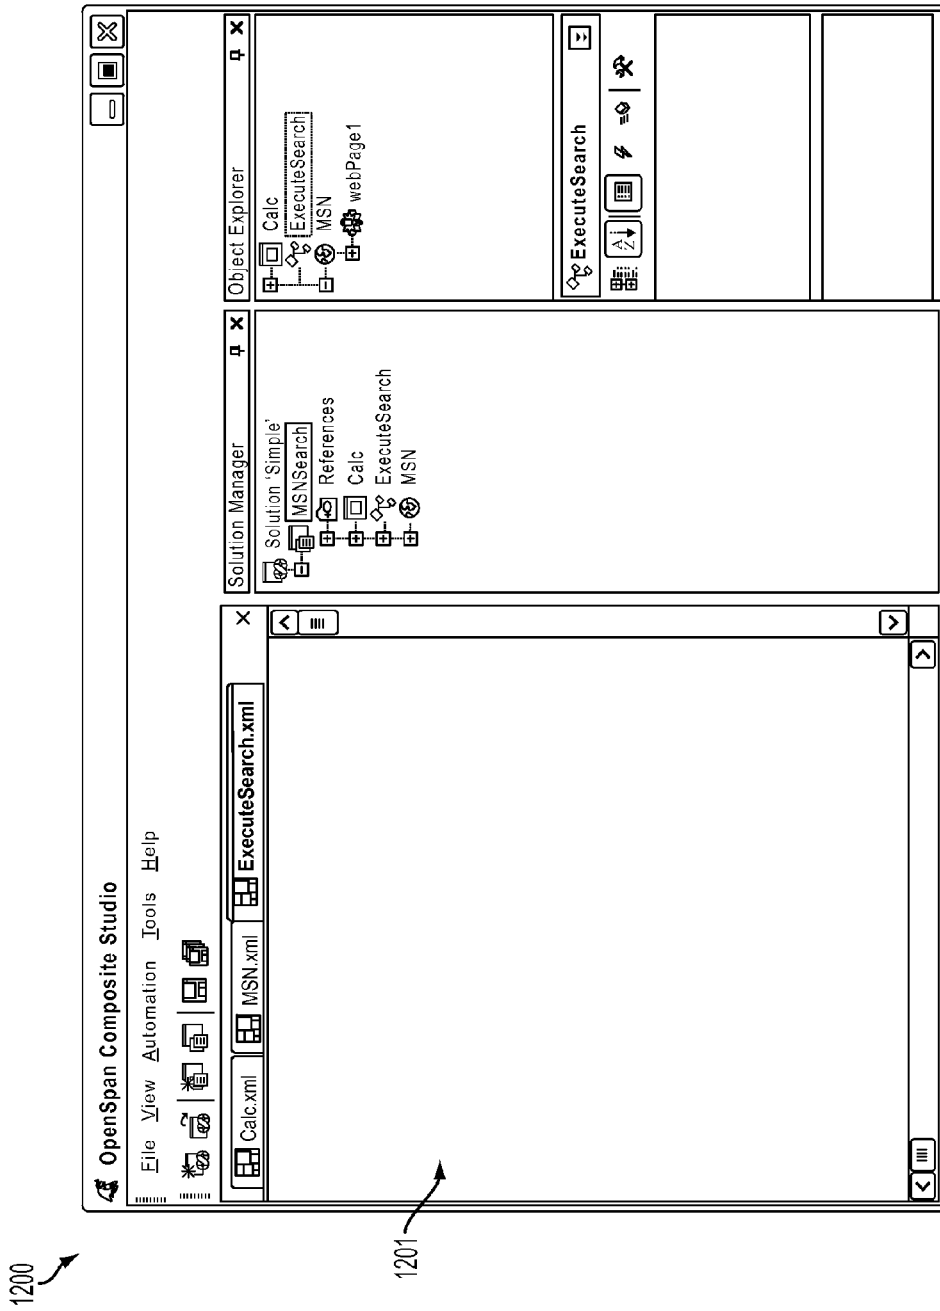 1200
OpenSpan Composite Studio
File View Automation Tools Help
Calc.xml MSN.xml ExecuteSearch.xml
1201
Solution Manager
Solution 'Simple'
MSNSearch
References
Calc
ExecuteSearch
MSN
Object Explorer
Calc
ExecuteSearch
MSN
webPage1
ExecuteSearch
A
Z